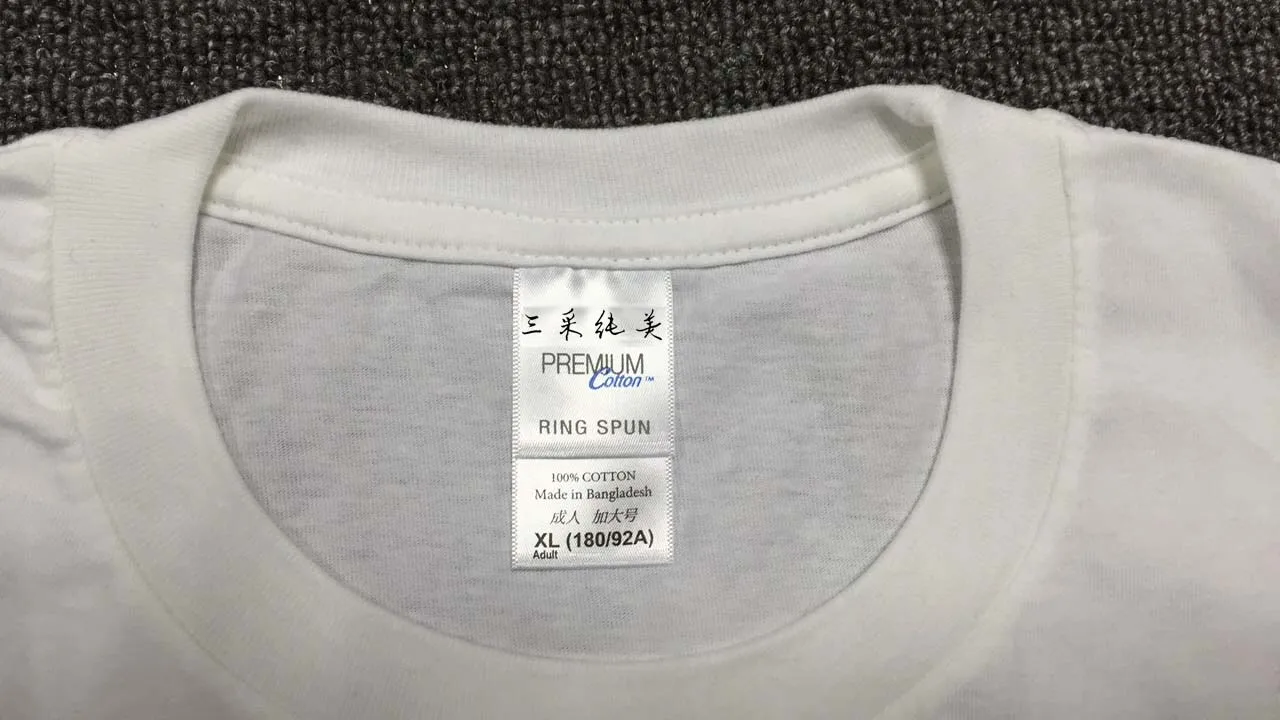 三采纯美
PREMIUM
Cotton™
RING SPUN
100% COTTON
Made in Bangladesh
成人 加大号
XL (180/92A)
Adult